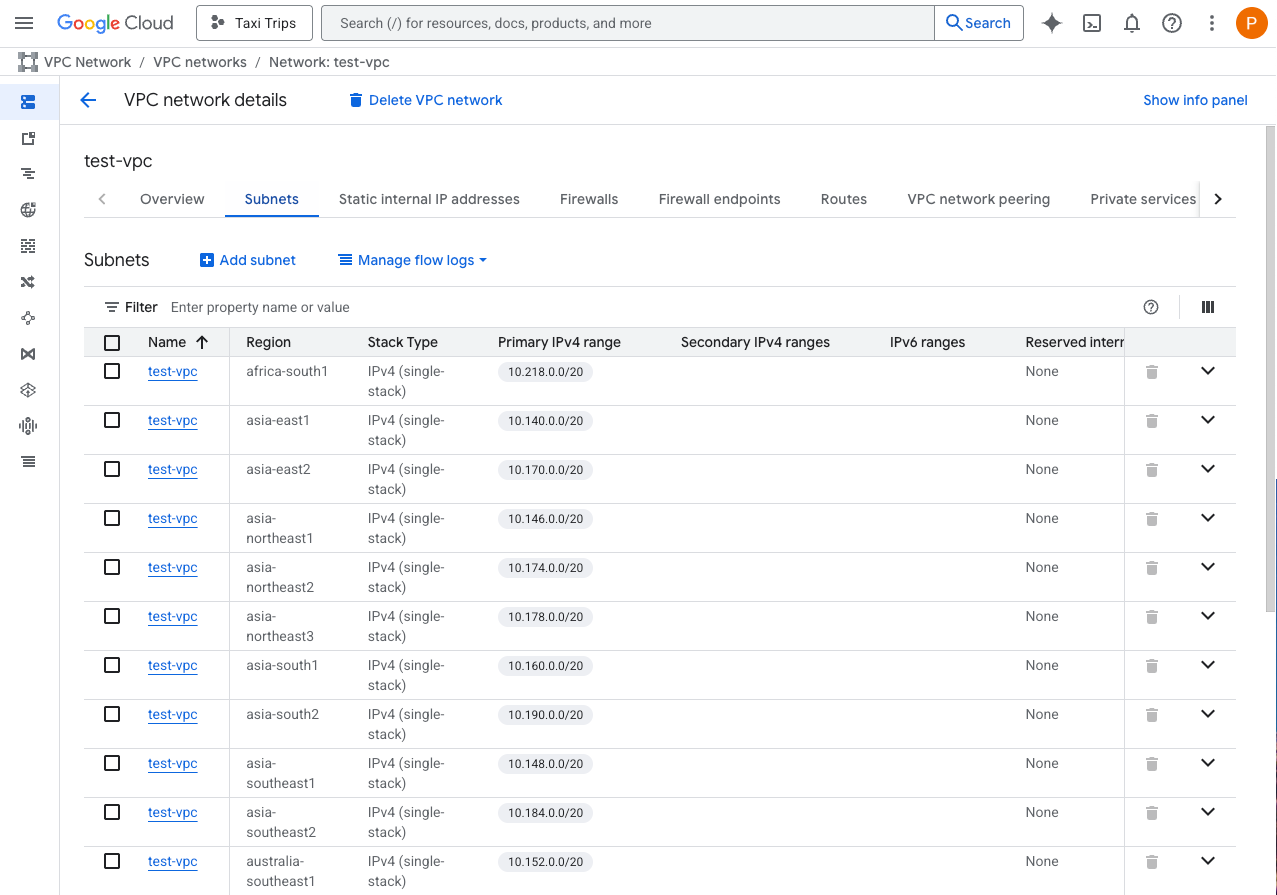 Google Cloud
Taxi Trips
Search (/) for resources, docs, products, and more
Search
P
VPC Network / VPC networks / Network: test-vpc
VPC network details
Delete VPC network
Show info panel
test-vpc
Overview
Subnets
Static internal IP addresses
Firewalls
Firewall endpoints
Routes
VPC network peering
Private services
Subnets
Add subnet
Manage flow logs
Filter Enter property name or value
Name Region Stack Type Primary IPv4 range Secondary IPv4 ranges IPv6 ranges Reserved interr
test-vpc africa-south1 IPv4 (single- 10.218.0.0/20 None
stack)
test-vpc asia-east1 IPv4 (single- 10.140.0.0/20 None
stack)
test-vpc asia-east2 IPv4 (single- 10.170.0.0/20 None
stack)
test-vpc asia- IPv4 (single- 10.146.0.0/20 None
northeast1 stack)
test-vpc asia- IPv4 (single- 10.174.0.0/20 None
northeast2 stack)
test-vpc asia- IPv4 (single- 10.178.0.0/20 None
northeast3 stack)
test-vpc asia-south1 IPv4 (single- 10.160.0.0/20 None
stack)
test-vpc asia-south2 IPv4 (single- 10.190.0.0/20 None
stack)
test-vpc asia- IPv4 (single- 10.148.0.0/20 None
southeast1 stack)
test-vpc asia- IPv4 (single- 10.184.0.0/20 None
southeast2 stack)
test-vpc australia- IPv4 (single- 10.152.0.0/20 None
southeast1 stack)